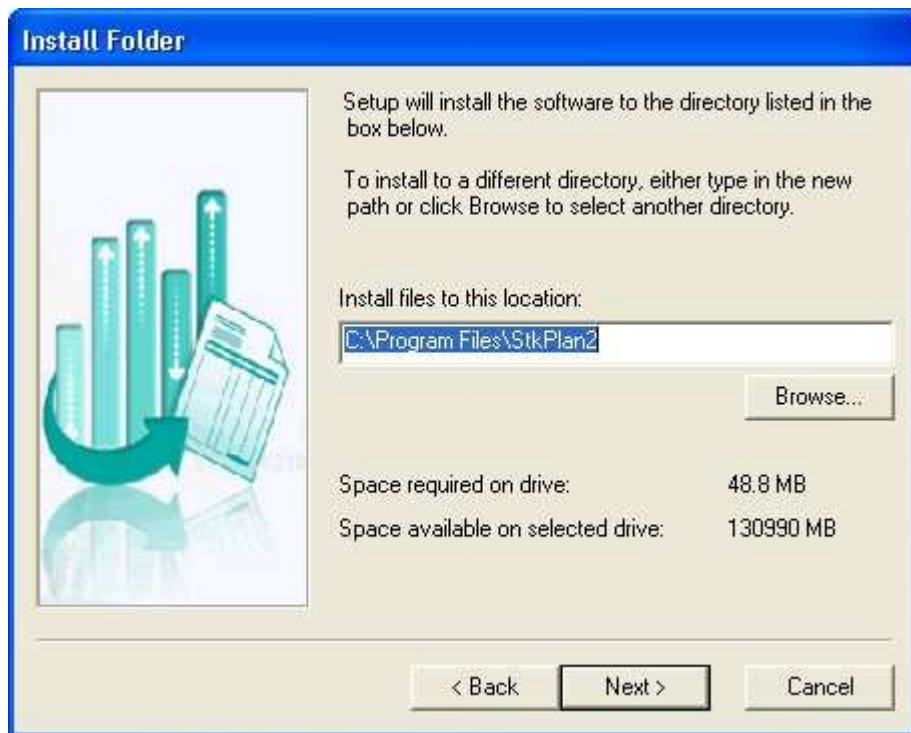 Install Folder
Setup will install the software to the directory listed in the
box below.
To install to a different directory, either type in the new
path or click Browse to select another directory.
Install files to this location:
C:\Program Files\StkPlan2
Browse...
Space required on drive: 48.8 MB
Space available on selected drive: 130990 MB
< Back Next > Cancel